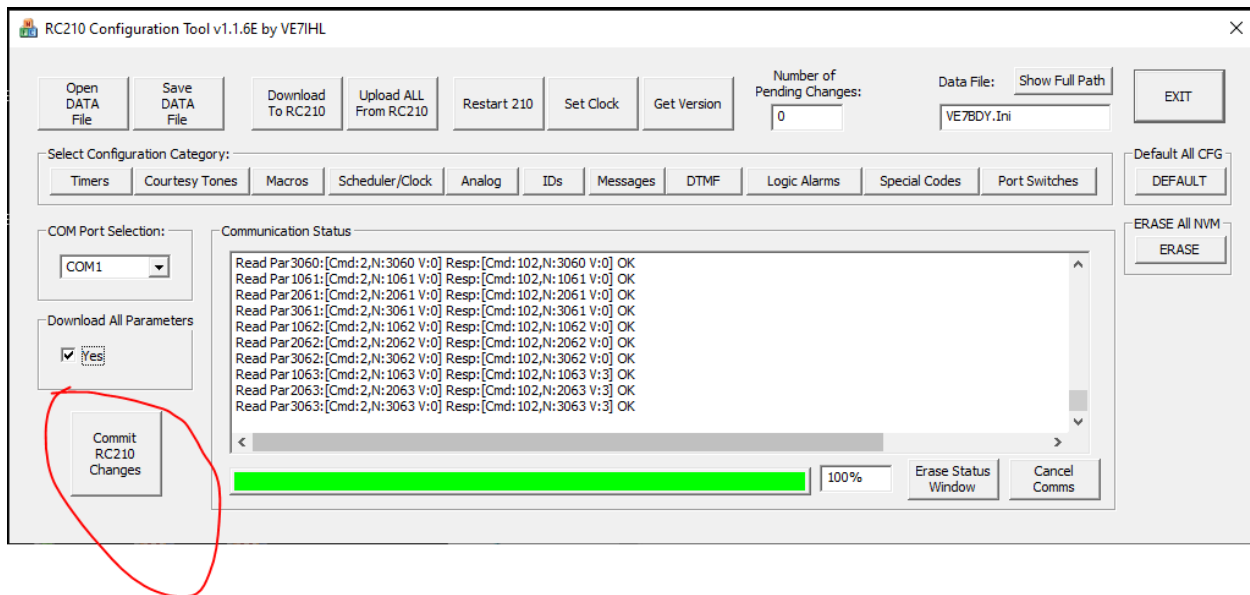 RC210 Configuration Tool v1.1.6E by VE7IHL
Open
DATA
File
Save
DATA
File
Download
To RC210
Upload ALL
From RC210
Restart 210
Set Clock
Get Version
Number of
Pending Changes:
0
Data File:
Show Full Path
VE7BDY.Ini
EXIT
Select Configuration Category:
Timers
Courtesy Tones
Macros
Scheduler/Clock
Analog
IDs
Messages
DTMF
Logic Alarms
Special Codes
Port Switches
Default All CFG
DEFAULT
ERASE All NVM
ERASE
COM Port Selection:
COM1
Download All Parameters
Yes
Commit
RC210
Changes
Communication Status
Read Par3060:[Cmd:2,N:3060 V:0] Resp:[Cmd:102,N:3060 V:0] OK
Read Par1061:[Cmd:2,N:1061 V:0] Resp:[Cmd:102,N:1061 V:0] OK
Read Par2061:[Cmd:2,N:2061 V:0] Resp:[Cmd:102,N:2061 V:0] OK
Read Par3061:[Cmd:2,N:3061 V:0] Resp:[Cmd:102,N:3061 V:0] OK
Read Par1062:[Cmd:2,N:1062 V:0] Resp:[Cmd:102,N:1062 V:0] OK
Read Par2062:[Cmd:2,N:2062 V:0] Resp:[Cmd:102,N:2062 V:0] OK
Read Par3062:[Cmd:2,N:3062 V:0] Resp:[Cmd:102,N:3062 V:0] OK
Read Par1063:[Cmd:2,N:1063 V:0] Resp:[Cmd:102,N:1063 V:3] OK
Read Par2063:[Cmd:2,N:2063 V:0] Resp:[Cmd:102,N:2063 V:3] OK
Read Par3063:[Cmd:2,N:3063 V:0] Resp:[Cmd:102,N:3063 V:3] OK
100%
Erase Status
Window
Cancel
Comms